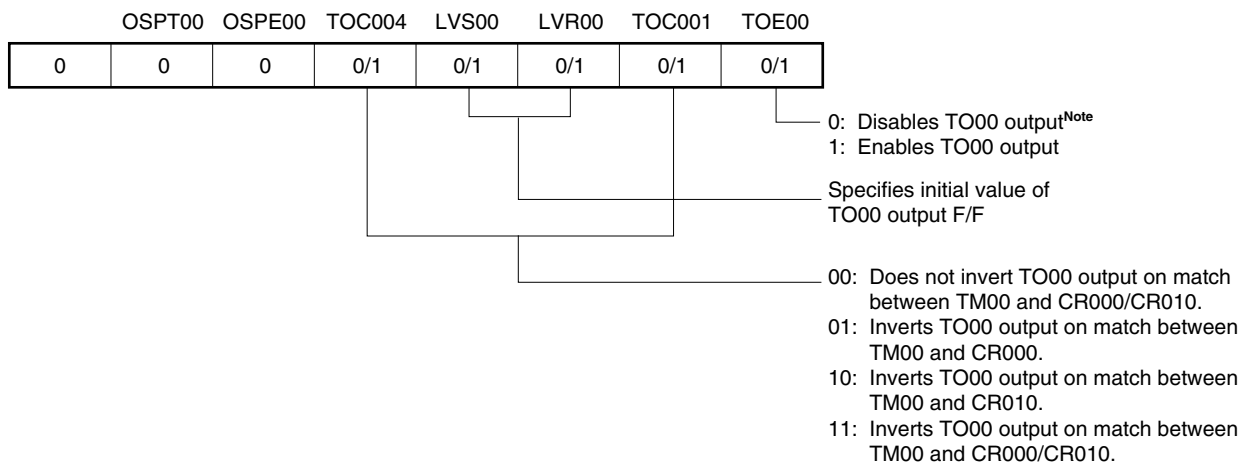 OSPT00 OSPE00 TOC004 LVS00 LVR00 TOC001 TOE00
0 0 0 0/1 0/1 0/1 0/1 0/1
0: Disables TO00 outputNote
1: Enables TO00 output
Specifies initial value of
TO00 output F/F
00: Does not invert TO00 output on match
between TM00 and CR000/CR010.
01: Inverts TO00 output on match between
TM00 and CR000.
10: Inverts TO00 output on match between
TM00 and CR010.
11: Inverts TO00 output on match between
TM00 and CR000/CR010.